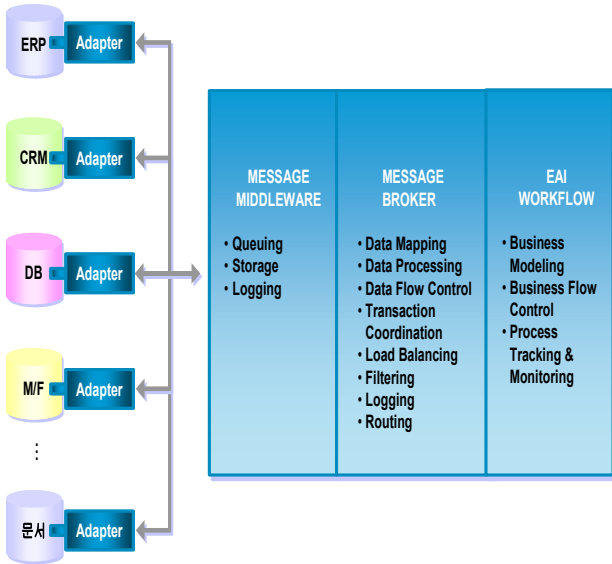 ERP
Adapter
CRM
Adapter
DB
Adapter
M/F
Adapter
⋮
문서
Adapter
MESSAGE
MIDDLEWARE
• Queuing
• Storage
• Logging
MESSAGE
BROKER
• Data Mapping
• Data Processing
• Data Flow Control
• Transaction
Coordination
• Load Balancing
• Filtering
• Logging
• Routing
EAI
WORKFLOW
• Business
Modeling
• Business Flow
Control
• Process
Tracking &
Monitoring